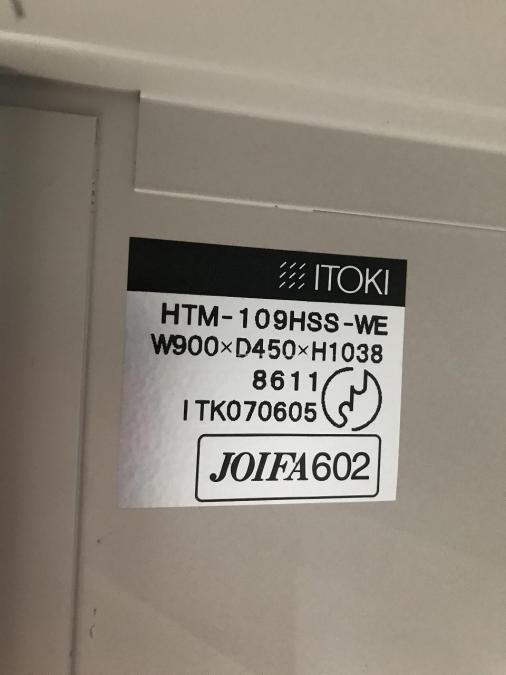 ITOKI
HTM-109HSS-WE
W900×D450×H1038
8611
ITK070605
JOIFA602